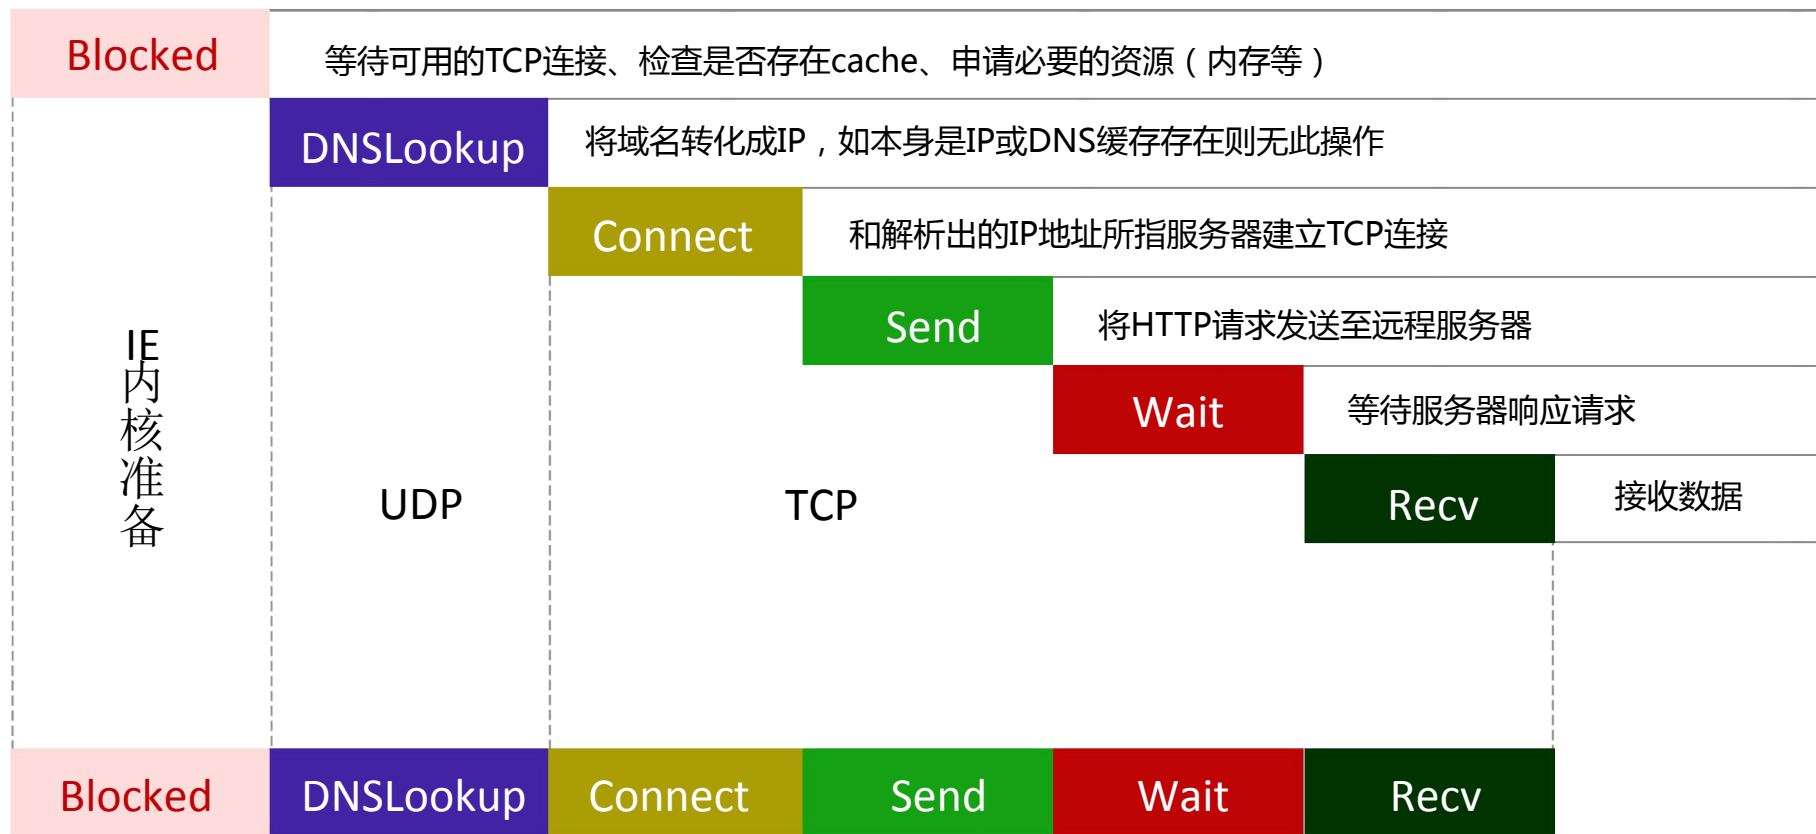 Blocked
等待可用的TCP连接、检查是否存在cache、申请必要的资源（内存等）
DNSLookup
将域名转化成IP，如本身是IP或DNS缓存存在则无此操作
Connect
和解析出的IP地址所指服务器建立TCP连接
Send
将HTTP请求发送至远程服务器
Wait
等待服务器响应请求
Recv
接收数据
IE内核准备
UDP
TCP
Blocked
DNSLookup
Connect
Send
Wait
Recv